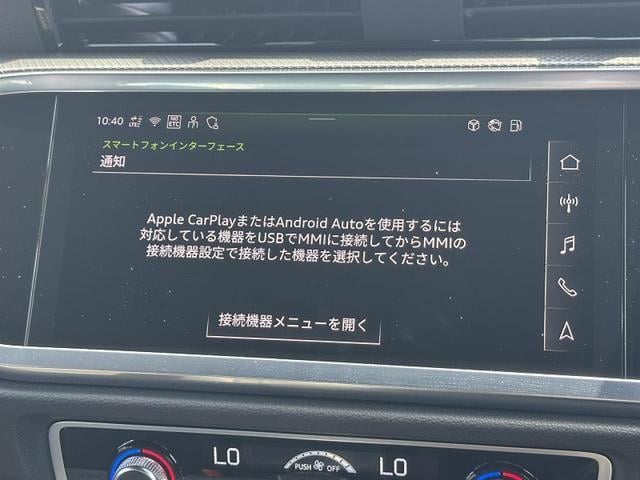 10:40 LTE NO ETC
スマートフォンインターフェース
通知
Apple CarPlayまたはAndroid Autoを使用するには
対応している機器をUSBでMMIに接続してからMMIの
接続機器設定で接続した機器を選択してください。
接続機器メニューを開く
LO PUSH OFF LO